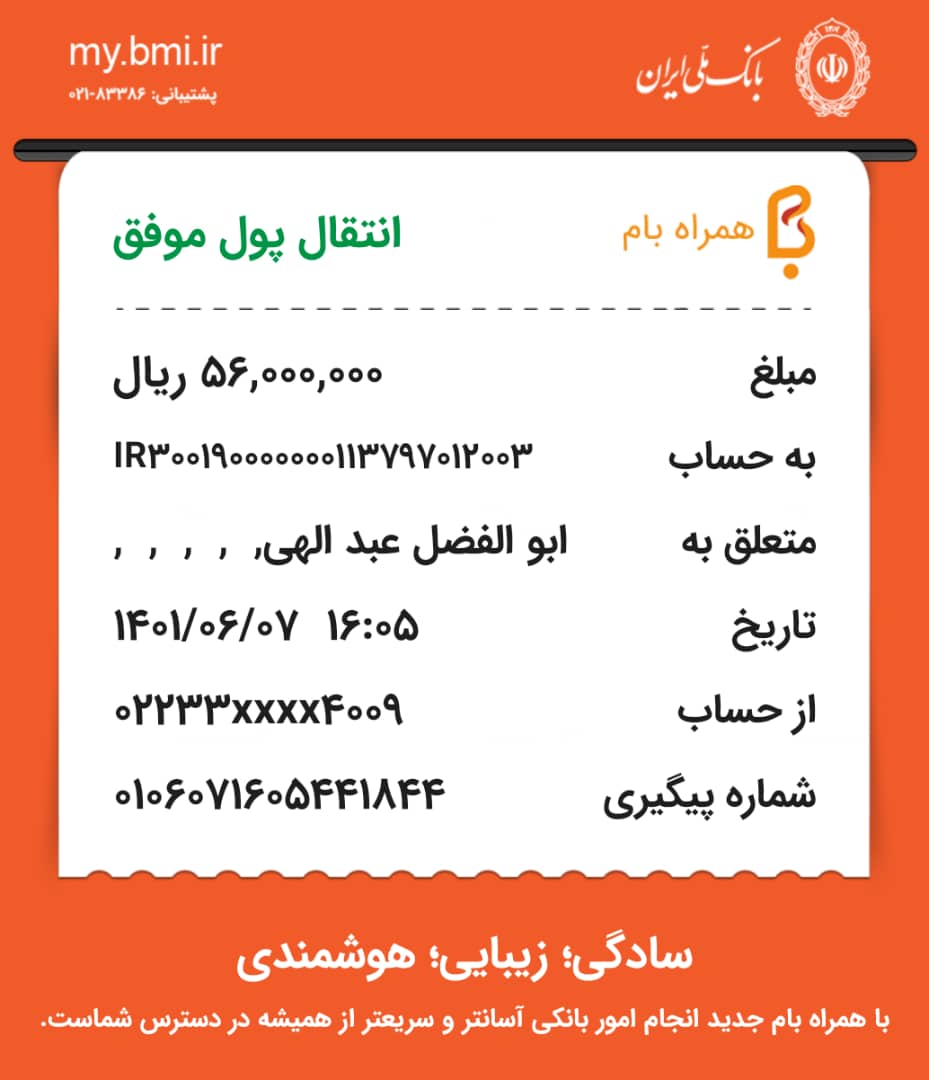 my.bmi.ir
پشتیبانی: ۸۳۳۸۶-۰۲۱
بانک ملّی ایران
همراه بام
انتقال پول موفق
مبلغ ۵۶,۰۰۰,۰۰۰ ریال
به حساب IR۳۰۰۱۹۰۰۰۰۰۰۰۰۱۱۳۷۹۷۰۱۲۰۰۳
متعلق به ابو الفضل عبد الهی, , , , ,
تاریخ ۱۴۰۱/۰۶/۰۷ ۱۶:۰۵
از حساب ۰۲۲۳۳xxxx۴۰۰۹
شماره پیگیری ۰۱۰۶۰۷۱۶۰۵۴۴۱۸۴۴
سادگی؛ زیبایی؛ هوشمندی
با همراه بام جدید انجام امور بانکی آسانتر و سریعتر از همیشه در دسترس شماست.